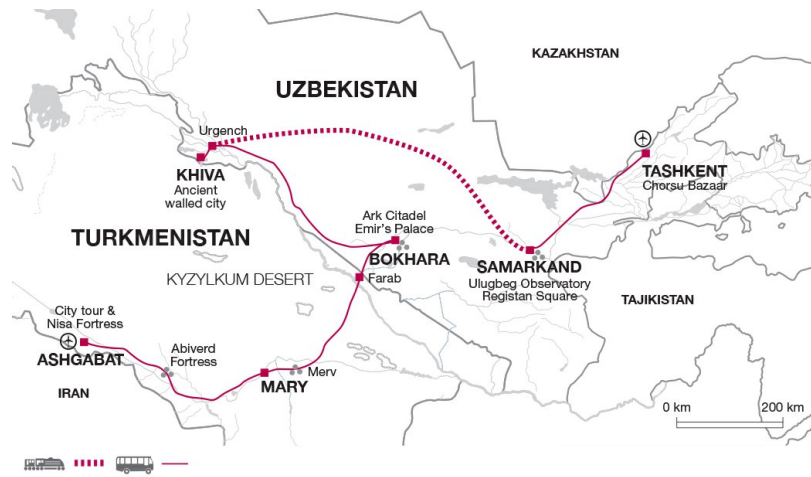 KAZAKHSTAN
UZBEKISTAN
Urgench
KHIVA
Ancient
walled city
TASHKENT
Chorsu Bazaar
Ark Citadel
Emir's Palace
BOKHARA
TURKMENISTAN
KYZYLKUM DESERT
Farab
SAMARKAND
Ulugbeg Observatory
Registan Square
TAJIKISTAN
City tour &
Nisa Fortress
ASHGABAT
Abiverd
Fortress
MARY
Merv
IRAN
0 km
200 km